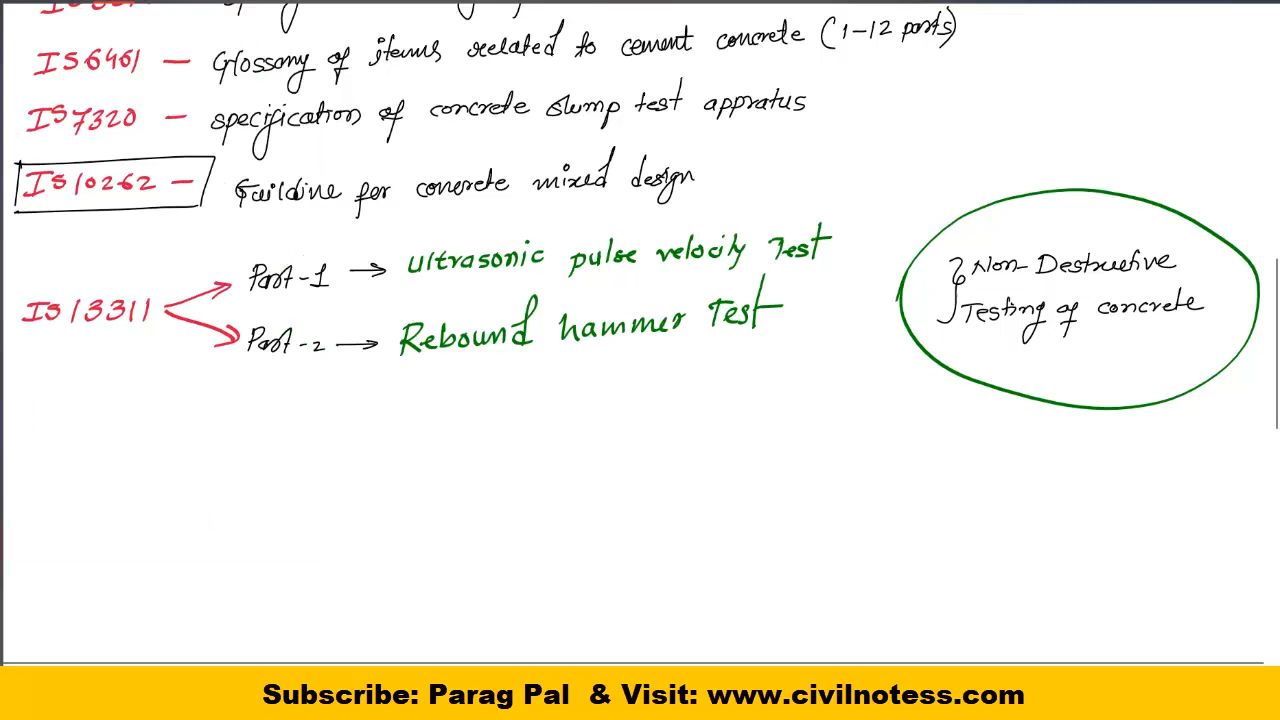 IS6461 — Glossary of items related to cement concrete (1-12 parts)
IS7320 — specification of concrete slump test appratus
IS10262 — Guildine for concrete mixed design
IS13311
Part-1 → Ultrasonic pulse velocity Test
Part-2 → Rebound hammer Test
Non-Destructive
Testing of concrete
Subscribe: Parag Pal & Visit: www.civilnotess.com